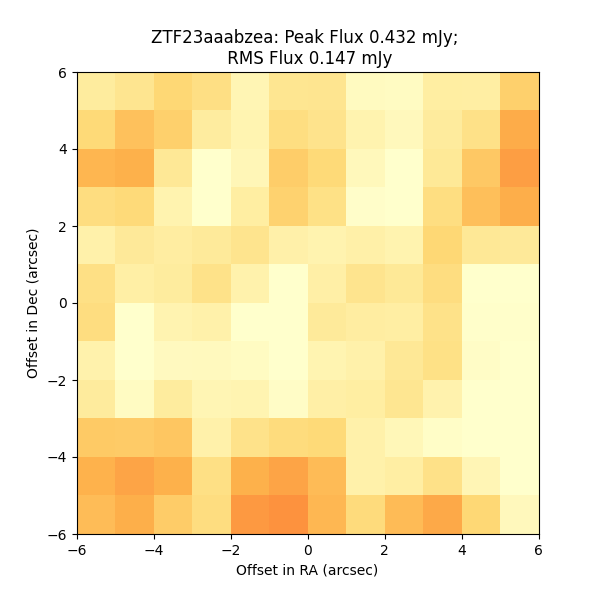 ZTF23aaabzea: Peak Flux 0.432 mJy;
RMS Flux 0.147 mJy
6
4
2
0
−2
−4
−6
Offset in Dec (arcsec)
−6 −4 −2 0 2 4 6
Offset in RA (arcsec)